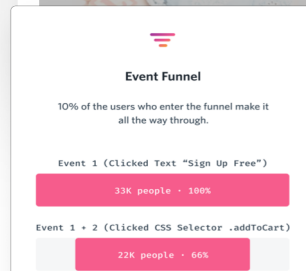 Event Funnel
10% of the users who enter the funnel make it
all the way through.
Event 1 (Clicked Text “Sign Up Free”)
33K people · 100%
Event 1 + 2 (Clicked CSS Selector .addToCart)
22K people · 66%